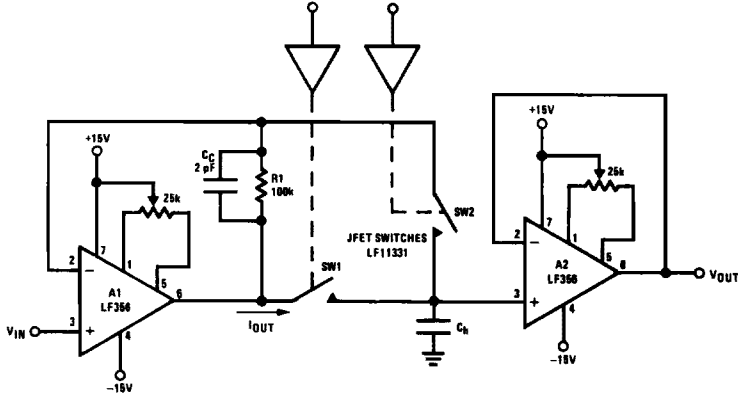 +15V
25k
7
1
5
2
−
A1
LF356
6
VIN
3
+
4
−15V
CC
2 pF
R1
100k
IOUT
SW1
SW2
JFET SWITCHES
LF11331
Ch
+15V
25k
7
1
5
2
−
A2
LF356
6
VOUT
3
+
4
−15V